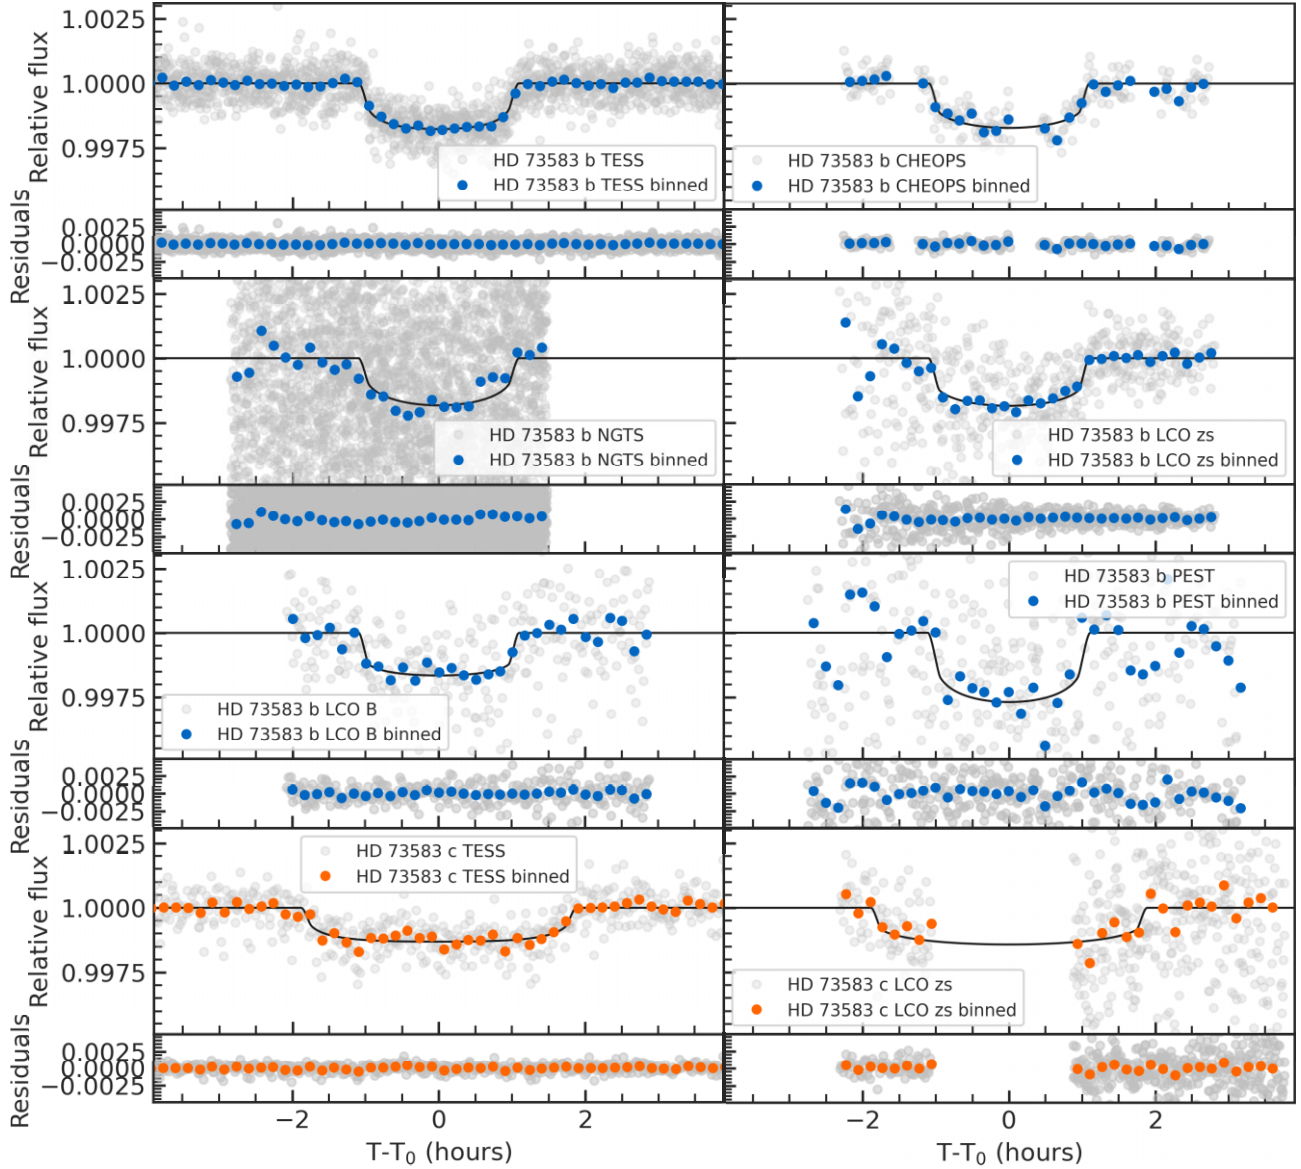 1.0025
1.0000
0.9975
Relative flux
HD 73583 b TESS
HD 73583 b TESS binned
HD 73583 b CHEOPS
HD 73583 b CHEOPS binned
0.0025
0.0000
−0.0025
Residuals
1.0025
1.0000
0.9975
Relative flux
HD 73583 b NGTS
HD 73583 b NGTS binned
HD 73583 b LCO zs
HD 73583 b LCO zs binned
0.0025
0.0000
−0.0025
Residuals
1.0025
1.0000
0.9975
Relative flux
HD 73583 b LCO B
HD 73583 b LCO B binned
HD 73583 b PEST
HD 73583 b PEST binned
0.0025
0.0000
−0.0025
Residuals
1.0025
1.0000
0.9975
Relative flux
HD 73583 c TESS
HD 73583 c TESS binned
HD 73583 c LCO zs
HD 73583 c LCO zs binned
0.0025
0.0000
−0.0025
Residuals
−2 0 2
−2 0 2
T-T₀ (hours)
T-T₀ (hours)